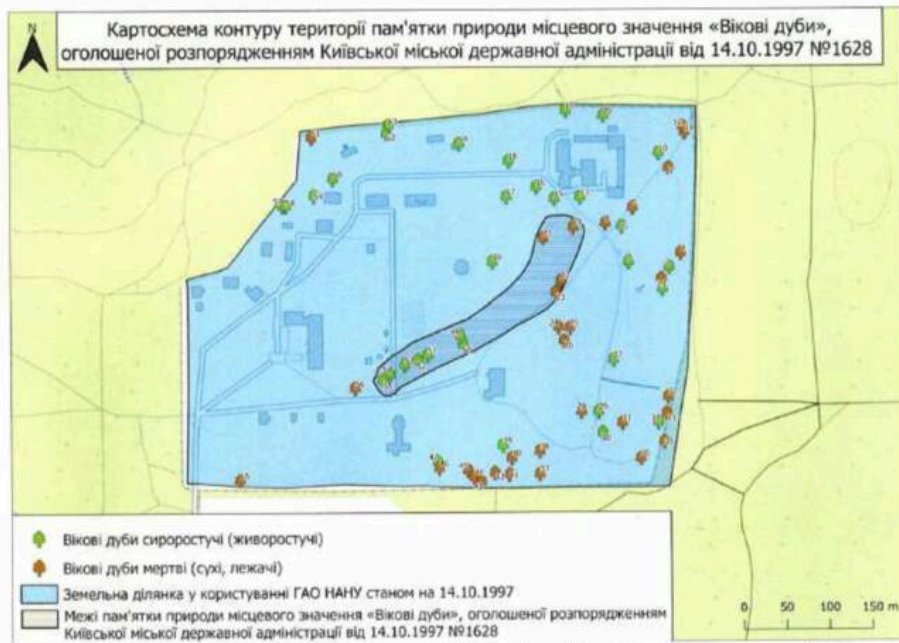 Картосхема контуру території пам'ятки природи місцевого значення «Вікові дуби»,
оголошеної розпорядженням Київської міської державної адміністрації від 14.10.1997 №1628
N
Вікові дуби сироростучі (живоростучі)
Вікові дуби мертві (сухі, лежачі)
Земельна ділянка у користуванні ГАО НАНУ станом на 14.10.1997
Межі пам'ятки природи місцевого значення «Вікові дуби», оголошеної розпорядженням
Київської міської державної адміністрації від 14.10.1997 №1628
0 50 100 150 m